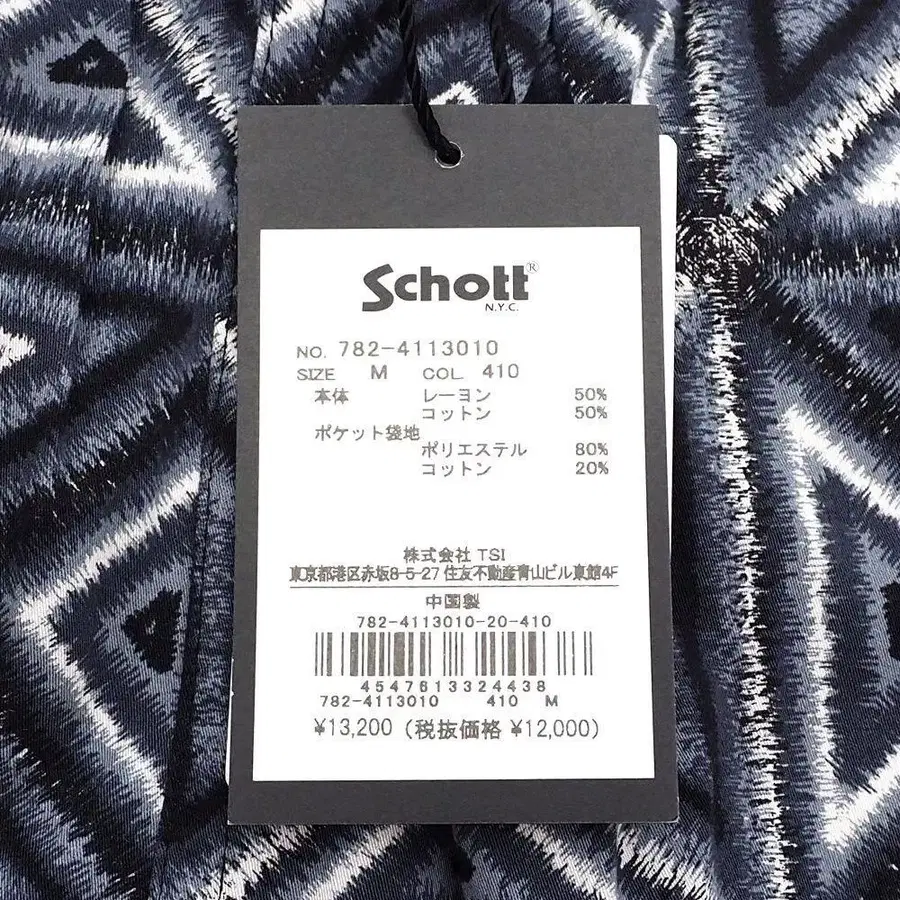 Schott®
N.Y.C.
NO. 782-4113010
SIZE M COL 410
本体 レーヨン 50%
コットン 50%
ポケット袋地
ポリエステル 80%
コットン 20%
株式会社 TSI
東京都港区赤坂8-5-27 住友不動産青山ビル東館4F
中国製
782-4113010-20-410
4547613324438
782-4113010 410 M
¥13,200 (税抜価格 ¥12,000)